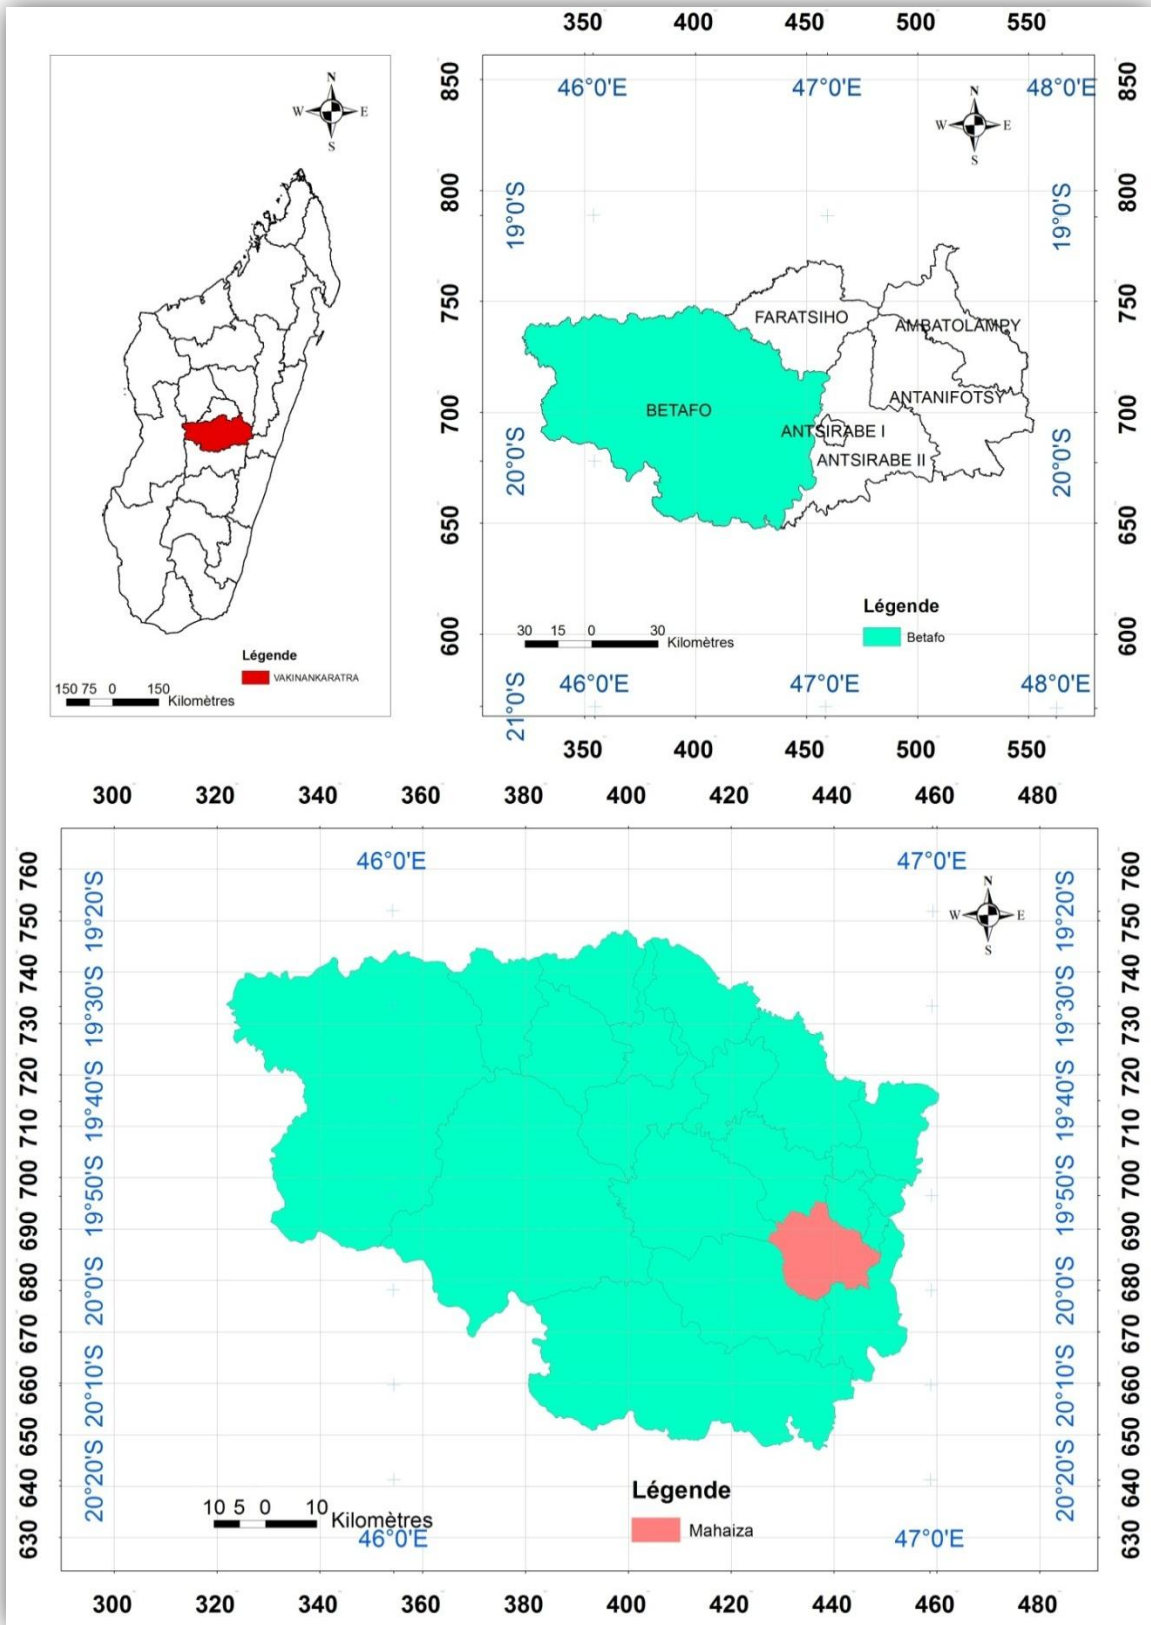 N
W E
S
Légende
VAKINANKARATRA
150 75 0 150
Kilomètres
350 400 450 500 550
46°0'E 47°0'E 48°0'E
N
W E
S
850 850
800 800
19°0'S 19°0'S
750 750
FARATSIHO
AMBATOLAMPY
ANTANIFOTSY
BETAFO
700 700
ANTSIRABE I
ANTSIRABE II
20°0'S 20°0'S
650 650
Légende
Betafo
30 15 0 30
Kilomètres
600 600
46°0'E 47°0'E 48°0'E
21°0'S
350 400 450 500 550
300 320 340 360 380 400 420 440 460 480
46°0'E 47°0'E
N
W E
S
760 760
19°20'S 19°20'S
750 750
740 740
19°30'S 19°30'S
730 730
720 720
19°40'S 19°40'S
710 710
700 700
19°50'S 19°50'S
690 690
680 680
20°0'S 20°0'S
670 670
660 660
20°10'S 20°10'S
650 650
640 640
20°20'S 20°20'S
630 630
Légende
Mahaiza
10 5 0 10
Kilomètres
46°0'E 47°0'E
300 320 340 360 380 400 420 440 460 480